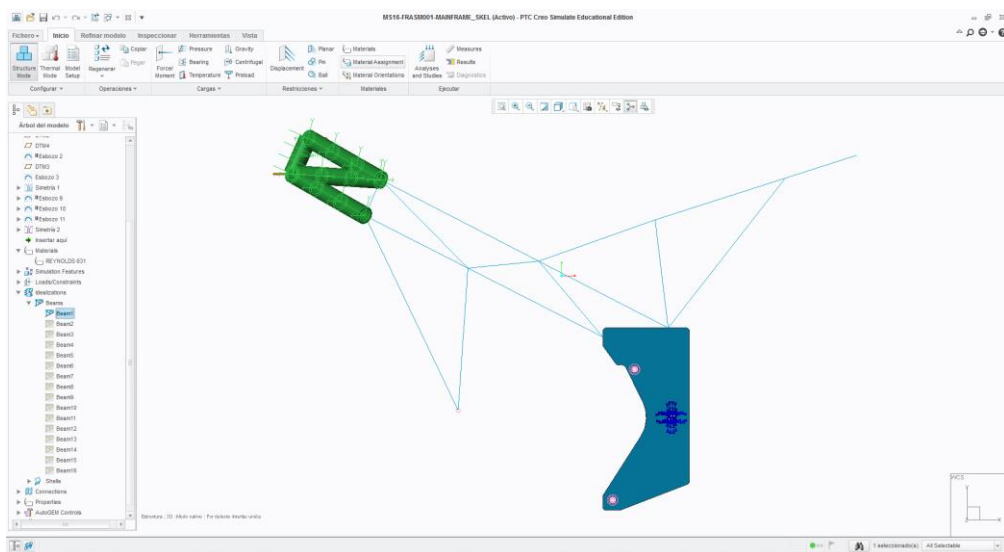 MS16-FRASM001-MAINFRAME_SKEL (Activo) - PTC Creo Simulate Educational Edition
Fichero Inicio Refinar modelo Inspeccionar Herramientas Vista
Structure Mode
Thermal Mode
Model Setup
Regenerar
Copiar
Pegar
Force/Moment
Pressure
Bearing
Temperature
Gravity
Centrifugal
Preload
Displacement
Planar
Pin
Ball
Materials
Material Assignment
Material Orientations
Analyses and Studies
Measures
Results
Diagnostics
Configurar Operaciones Cargas Restricciones Materiales Ejecutar
Árbol del modelo
DTM4
Esbozo 2
DTM3
Esbozo 3
Simetría 1
Esbozo 9
Esbozo 10
Esbozo 11
Simetría 2
Insertar aquí
Materials
REYNOLDS 631
Simulation Features
Loads/Constraints
Idealizations
Beams
Beam1
Beam2
Beam3
Beam4
Beam5
Beam6
Beam7
Beam8
Beam9
Beam10
Beam11
Beam12
Beam13
Beam14
Beam15
Beam16
Shells
Connections
Properties
AutoGEM Controls
WCS
Y
X
1 seleccionado(s) All Selectable